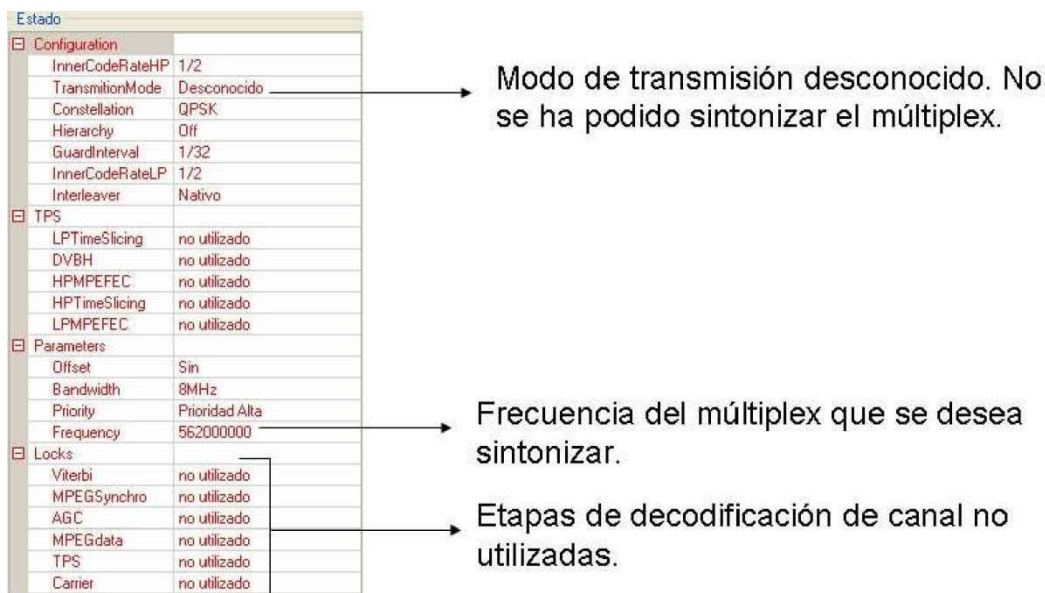 Estado
Configuration
InnerCodeRateHP 1/2
TransmitionMode Desconocido
Constellation QPSK
Hierarchy Off
GuardInterval 1/32
InnerCodeRateLP 1/2
Interleaver Nativo
TPS
LPTimeSlicing no utilizado
DVBH no utilizado
HPMPEFEC no utilizado
HPTimeSlicing no utilizado
LPMPEFEC no utilizado
Parameters
Offset Sin
Bandwidth 8MHz
Priority Prioridad Alta
Frequency 562000000
Locks
Viterbi no utilizado
MPEGSynchro no utilizado
AGC no utilizado
MPEGdata no utilizado
TPS no utilizado
Carrier no utilizado
Modo de transmisión desconocido. No
se ha podido sintonizar el múltiplex.
Frecuencia del múltiplex que se desea
sintonizar.
Etapas de decodificación de canal no
utilizadas.